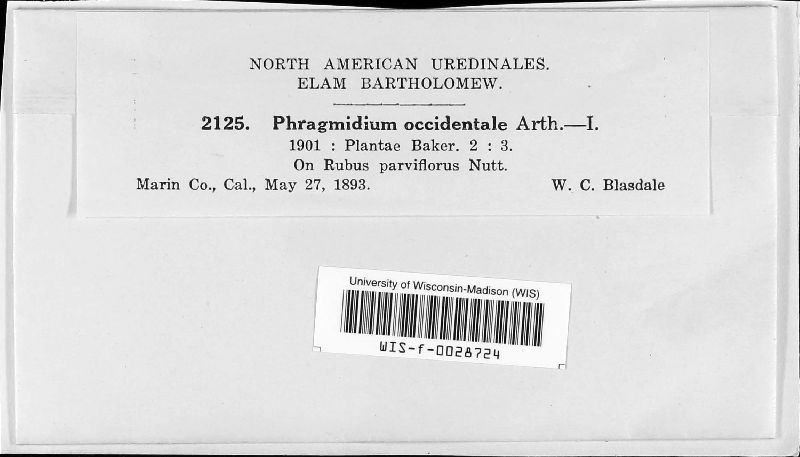 NORTH AMERICAN UREDINALES.
ELAM BARTHOLOMEW.
2125. Phragmidium occidentale Arth.—I.
1901 : Plantae Baker. 2 : 3.
On Rubus parviflorus Nutt.
Marin Co., Cal., May 27, 1893. W. C. Blasdale
University of Wisconsin-Madison (WIS)
WIS-f-0028724